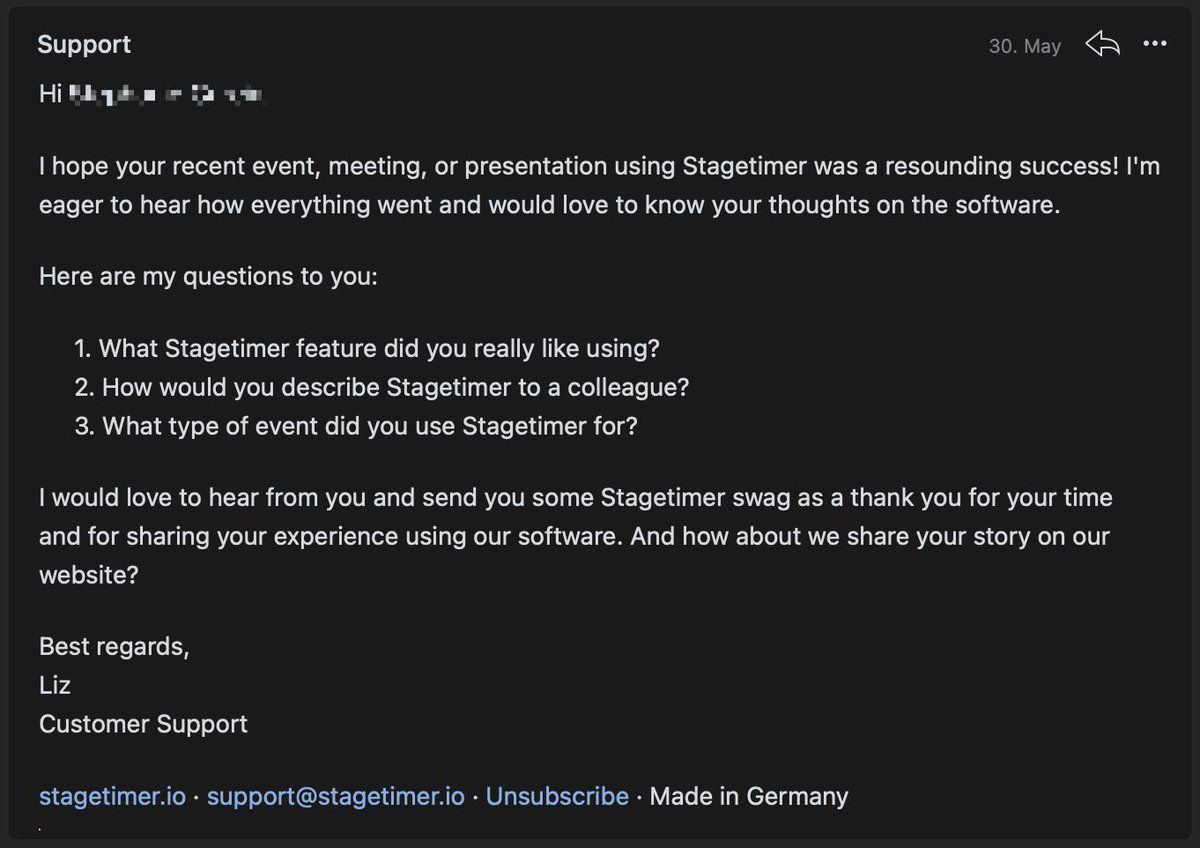 Support
30. May
Hi
I hope your recent event, meeting, or presentation using Stagetimer was a resounding success! I'm
eager to hear how everything went and would love to know your thoughts on the software.
Here are my questions to you:
1. What Stagetimer feature did you really like using?
2. How would you describe Stagetimer to a colleague?
3. What type of event did you use Stagetimer for?
I would love to hear from you and send you some Stagetimer swag as a thank you for your time
and for sharing your experience using our software. And how about we share your story on our
website?
Best regards,
Liz
Customer Support
stagetimer.io · support@stagetimer.io · Unsubscribe · Made in Germany